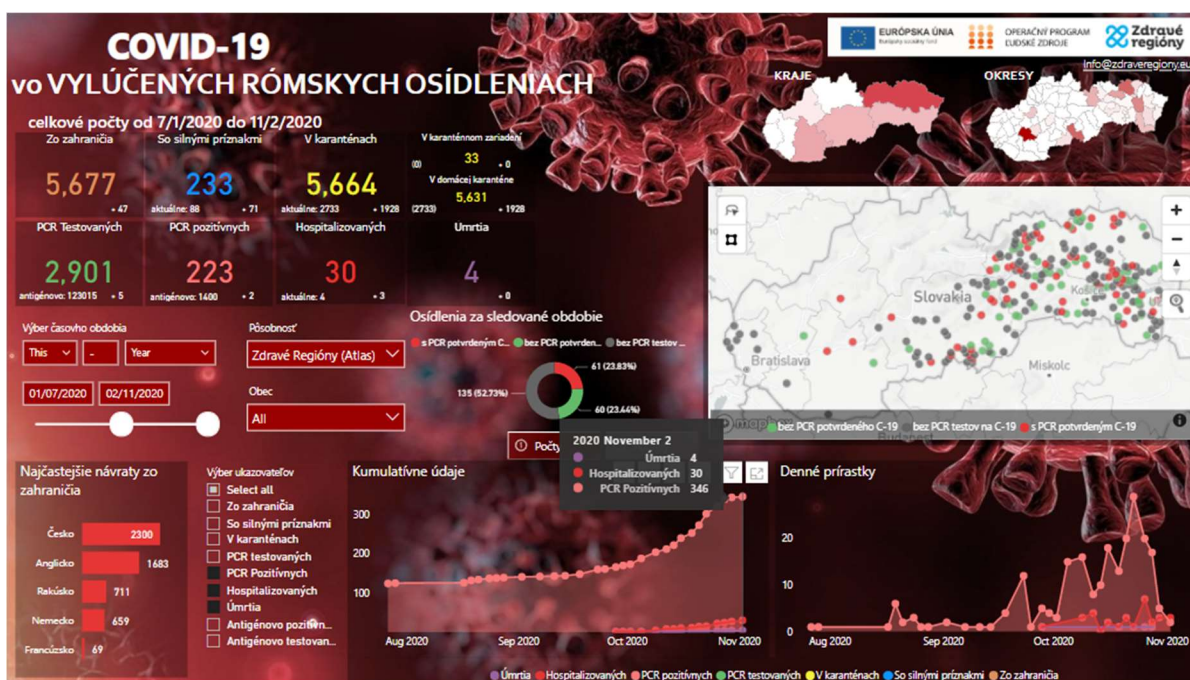 COVID-19
vo VYLÚČENÝCH RÓMSKYCH OSÍDLENIACH
celkové počty od 7/1/2020 do 11/2/2020
EURÓPSKA ÚNIA
Európsky sociálny fond
OPERAČNÝ PROGRAM
ĽUDSKÉ ZDROJE
Zdravé
regióny
Info@zdraveregiony.eu
KRAJE
OKRESY
Zo zahraničia
5,677
+ 47
So silnými príznakmi
233
aktuálne: 88 + 71
V karanténach
5,664
aktuálne: 2733 + 1928
V karanténnom zariadení
(0) 33 + 0
V domácej karanténe
5,631
(2733) + 1928
PCR Testovaných
2,901
antigénovo: 123015 + 5
PCR pozitívnych
223
antigénovo: 1400 + 2
Hospitalizovaných
30
aktuálne: 4 + 3
Úmrtia
4
+ 0
Výber časovho obdobia
This - Year
01/07/2020 02/11/2020
Pôsobnosť
Zdravé Regióny (Atlas)
Obec
All
Osídlenia za sledované obdobie
s PCR potvrdeným C... bez PCR potvrden... bez PCR testov ...
61 (23.83%)
135 (52.73%)
60 (23.44%)
Slovakia
Košice
Bratislava
Miskolc
Budapest
bez PCR potvrdeného C-19 bez PCR testov na C-19 s PCR potvrdeným C-19
Počty
2020 November 2
Úmrtia 4
Hospitalizovaných 30
PCR Pozitívnych 346
Najčastejšie návraty zo
zahraničia
Česko 2300
Anglicko 1683
Rakúsko 711
Nemecko 659
Francúzsko 69
Výber ukazovateľov
Select all
Zo zahraničia
So silnými príznakmi
V karanténach
PCR testovaných
PCR Pozitívnych
Hospitalizovaných
Úmrtia
Antigénovo pozitívn...
Antigénovo testovan...
Kumulatívne údaje
300
200
100
Aug 2020 Sep 2020 Oct 2020 Nov 2020
Denné prírastky
20
10
0
Aug 2020 Sep 2020 Oct 2020 Nov 2020
Úmrtia Hospitalizovaných PCR pozitívnych PCR testovaných V karanténach So silnými príznakmi Zo zahraničia